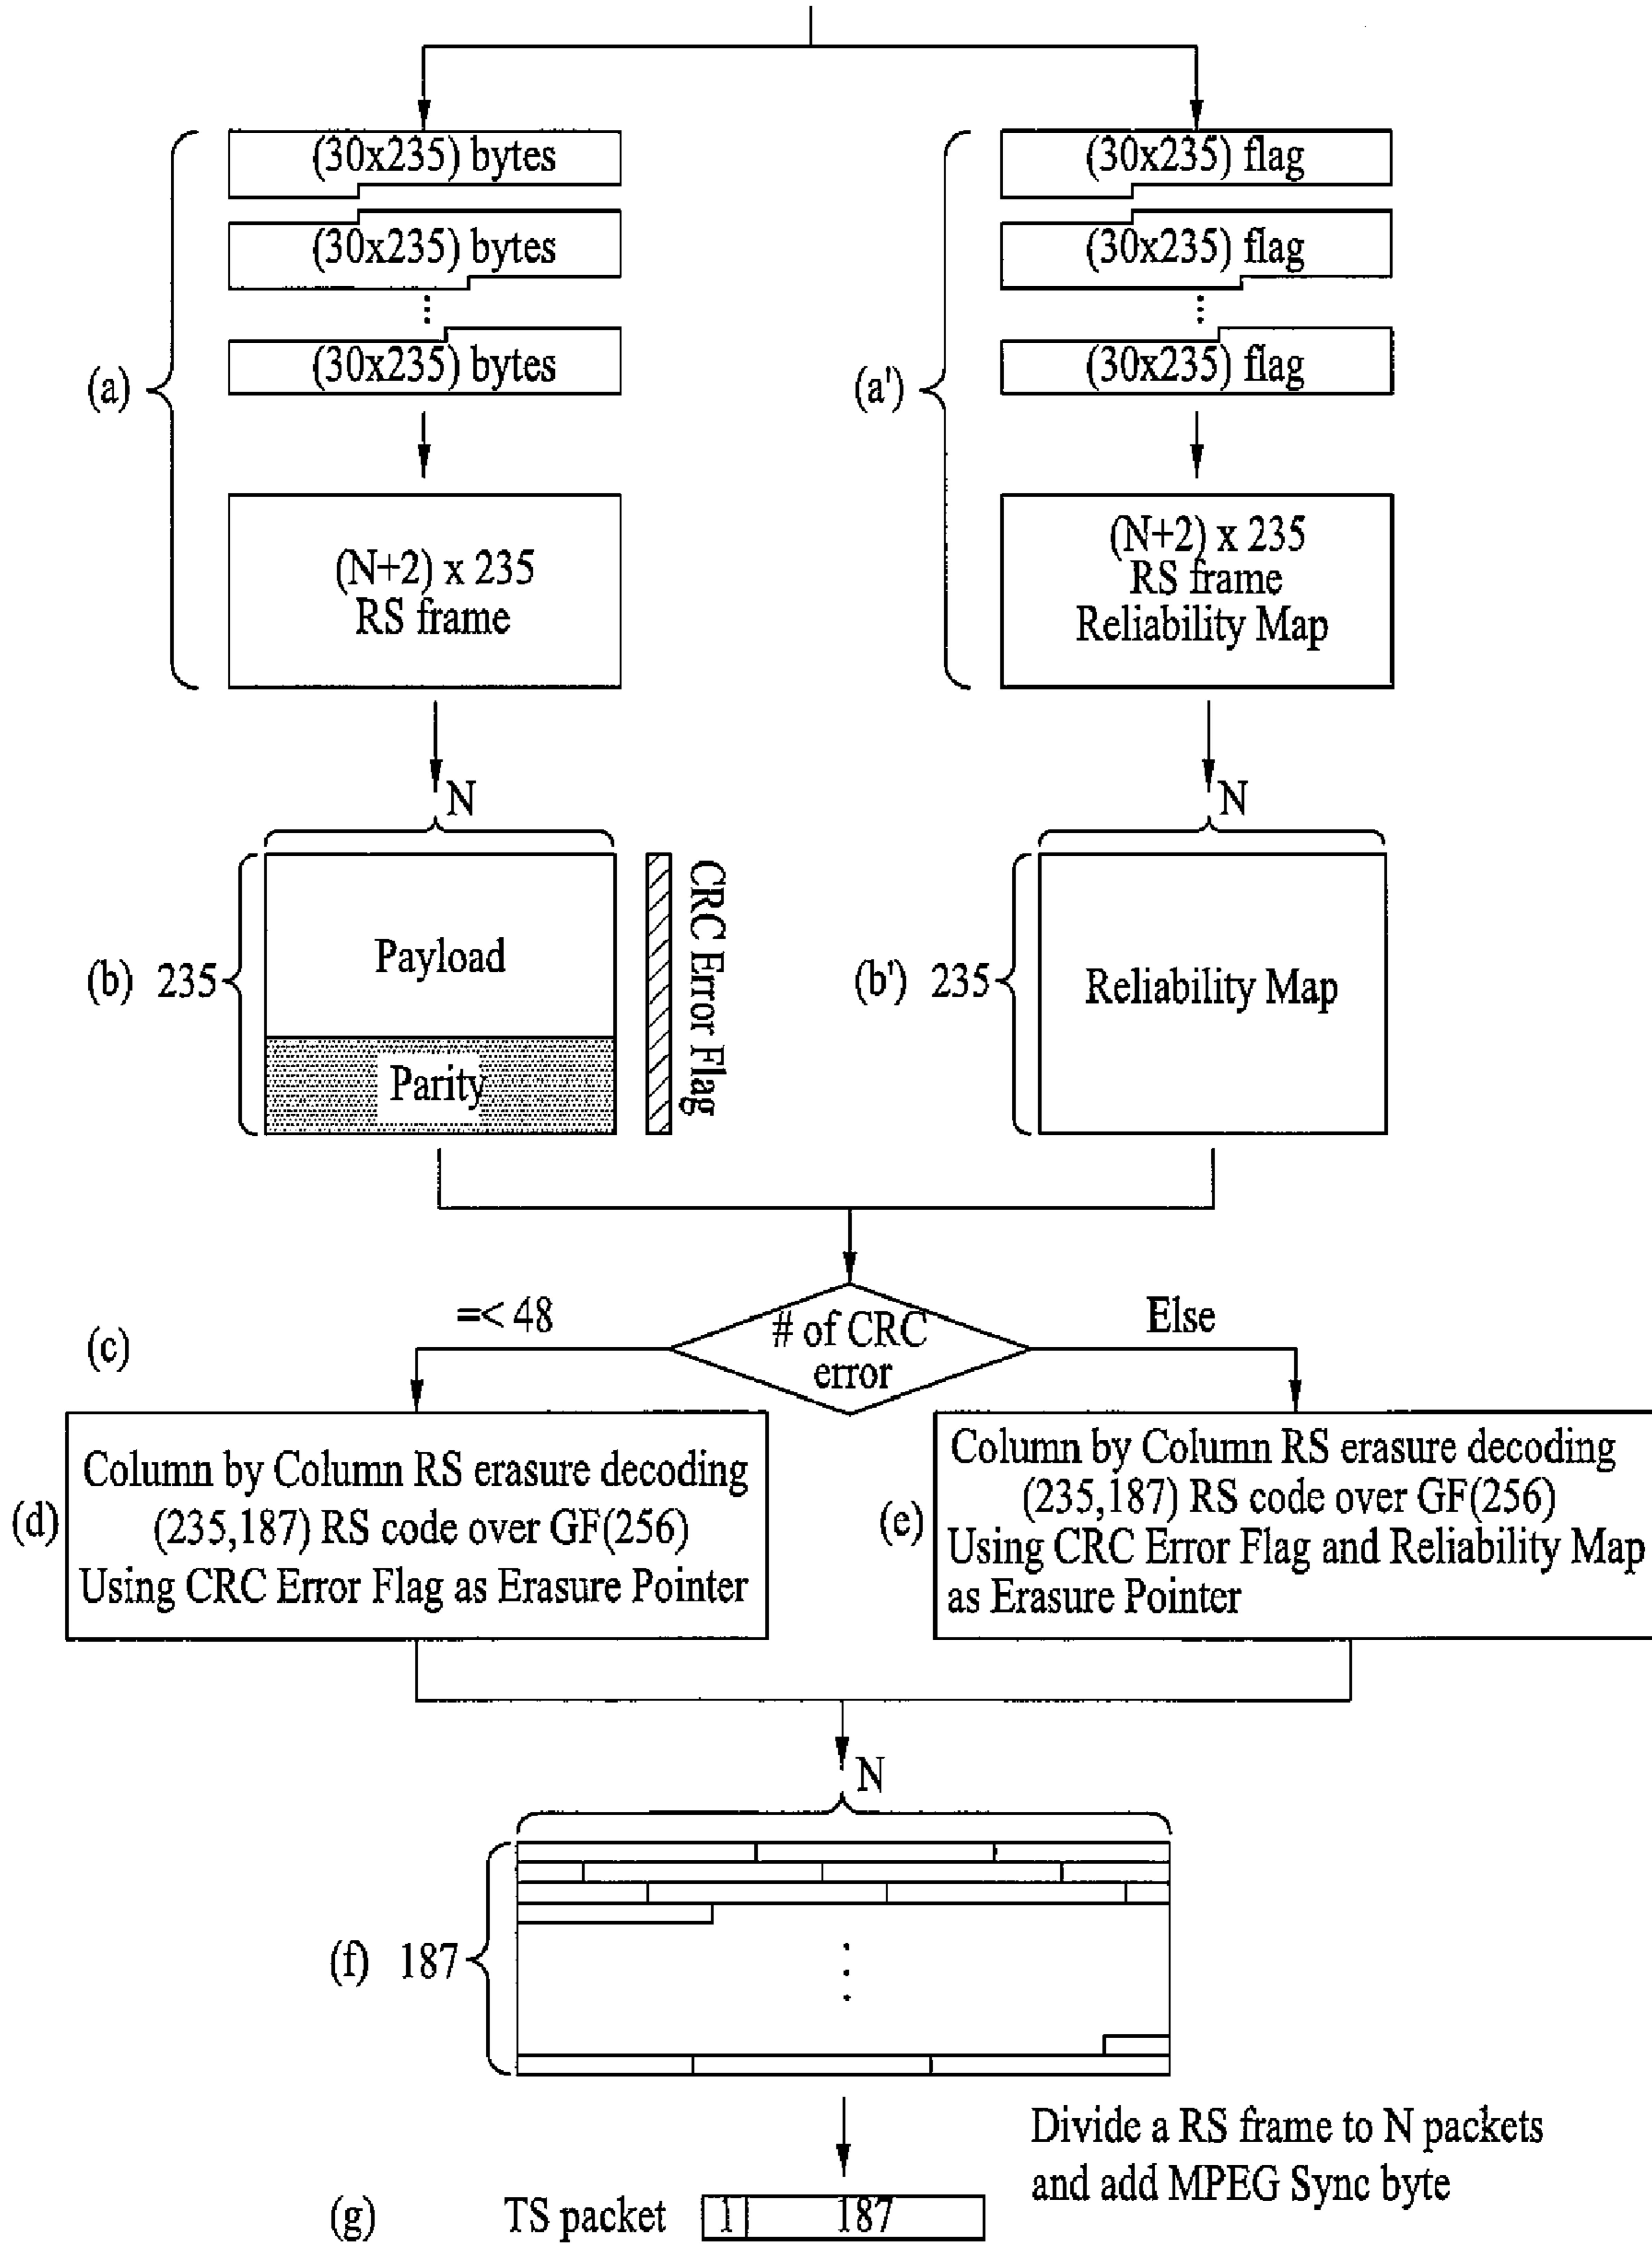 (30x235) bytes
(30x235) flag
(30x235) bytes
(30x235) flag
(a)
(30x235) bytes
(a')
(30x235) flag
(N+2) x 235
RS frame
(N+2) x 235
RS frame
Reliability Map
N
N
(b)
235
Payload
Parity
CRC Error Flag
(b')
235
Reliability Map
(c)
=< 48
# of CRC
error
Else
(d)
Column by Column RS erasure decoding
(235,187) RS code over GF(256)
Using CRC Error Flag as Erasure Pointer
(e)
Column by Column RS erasure decoding
(235,187) RS code over GF(256)
Using CRC Error Flag and Reliability Map
as Erasure Pointer
N
(f)
187
Divide a RS frame to N packets
and add MPEG Sync byte
(g)
TS packet
1
187